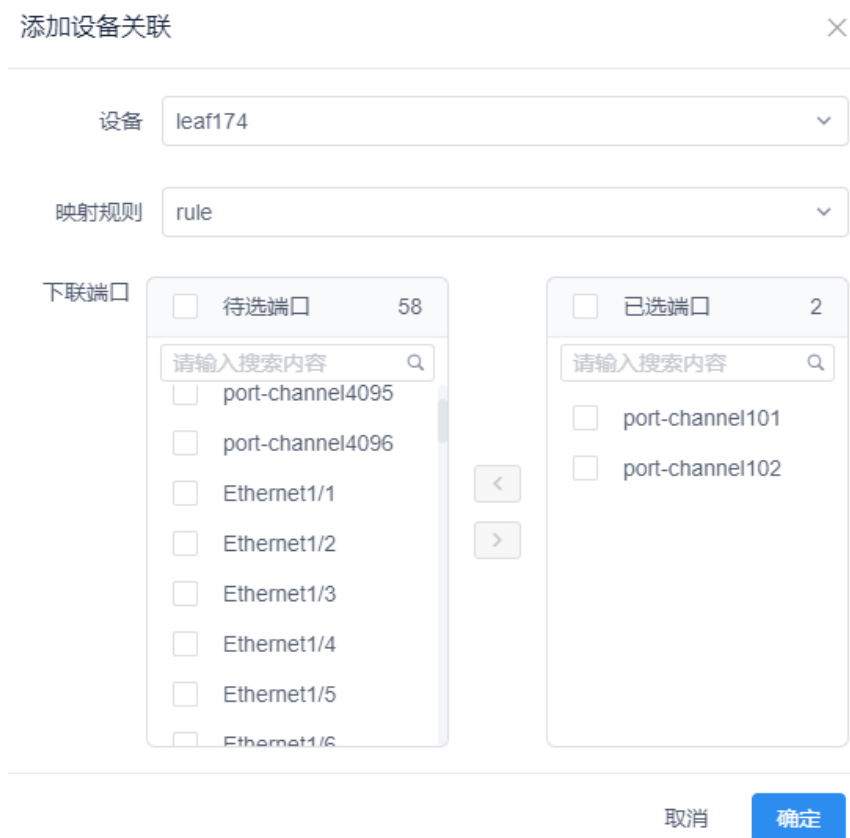 添加设备关联
设备 leaf174
映射规则 rule
下联端口
待选端口 58
请输入搜索内容
port-channel4095
port-channel4096
Ethernet1/1
Ethernet1/2
Ethernet1/3
Ethernet1/4
Ethernet1/5
Ethernet1/6
已选端口 2
请输入搜索内容
port-channel101
port-channel102
取消 确定